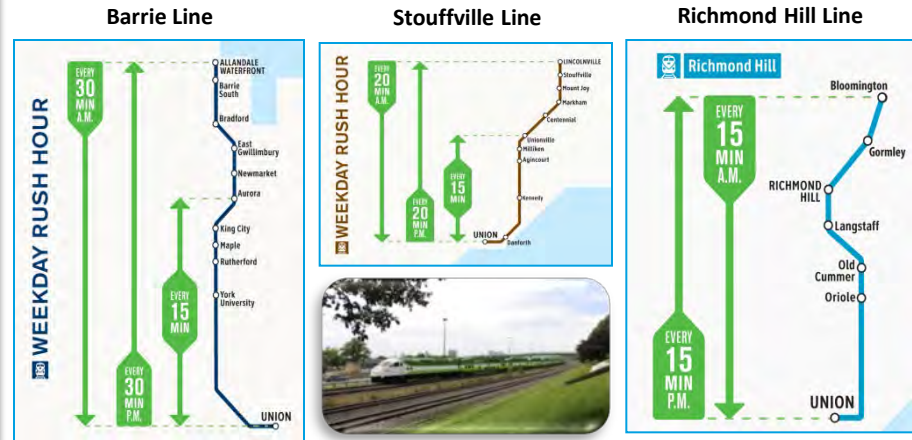 Barrie Line
WEEKDAY RUSH HOUR
EVERY
30
MIN
A.M.
EVERY
30
MIN
P.M.
EVERY
15
MIN
ALLANDALE
WATERFRONT
Barrie
South
Bradford
East
Gwillimbury
Newmarket
Aurora
King City
Maple
Rutherford
York
University
UNION
Stouffville Line
WEEKDAY RUSH HOUR
EVERY
20
MIN
A.M.
EVERY
20
MIN
P.M.
EVERY
15
MIN
LINCOLNVILLE
Stouffville
Mount Joy
Markham
Centennial
Unionville
Milliken
Agincourt
Kennedy
UNION
Danforth
Richmond Hill Line
Richmond Hill
EVERY
15
MIN
P.M.
EVERY
15
MIN
A.M.
Bloomington
Gormley
RICHMOND
HILL
Langstaff
Old
Cummer
Oriole
UNION